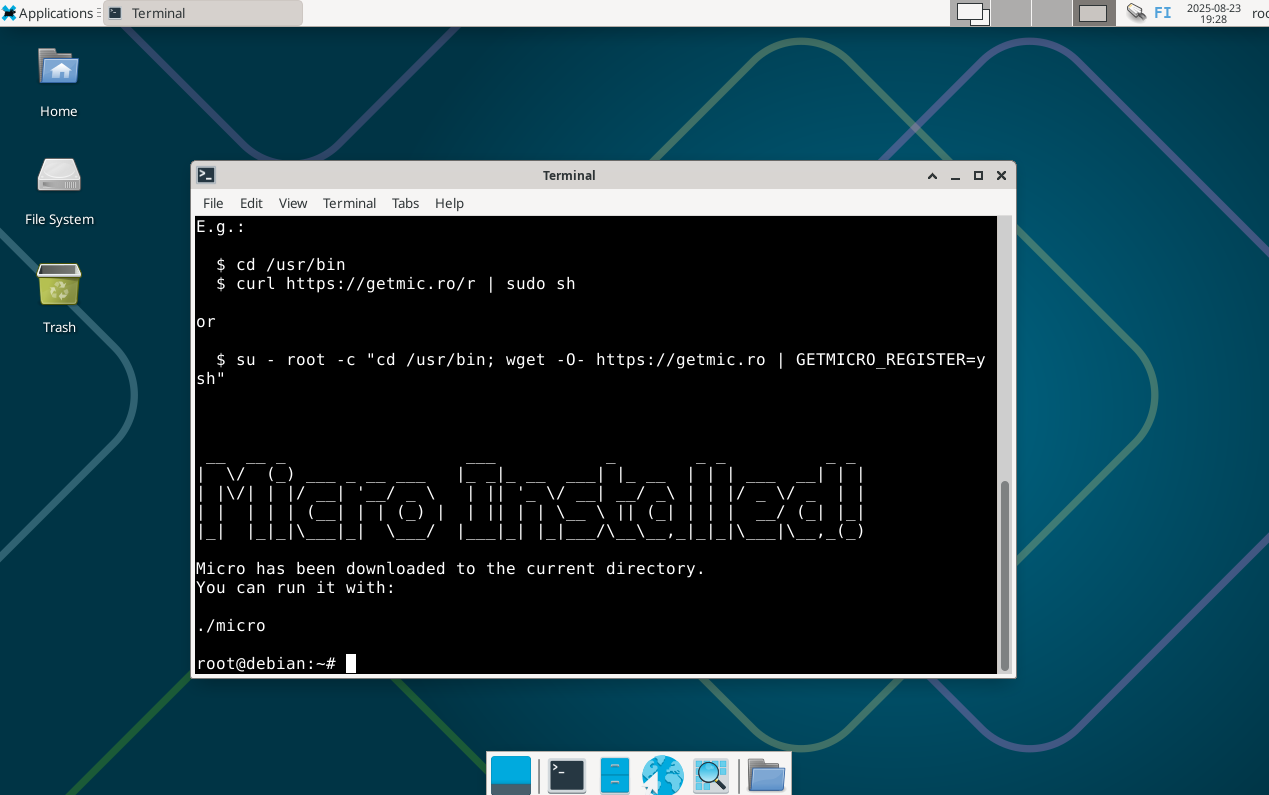 Applications
Terminal
FI
2025-08-23
19:28
Home
File System
Trash
Terminal
File Edit View Terminal Tabs Help
E.g.:
$ cd /usr/bin
$ curl https://getmic.ro/r | sudo sh
or
$ su - root -c "cd /usr/bin; wget -O- https://getmic.ro | GETMICRO_REGISTER=y
sh"
Micro Installed!
Micro has been downloaded to the current directory.
You can run it with:
./micro
root@debian:~#